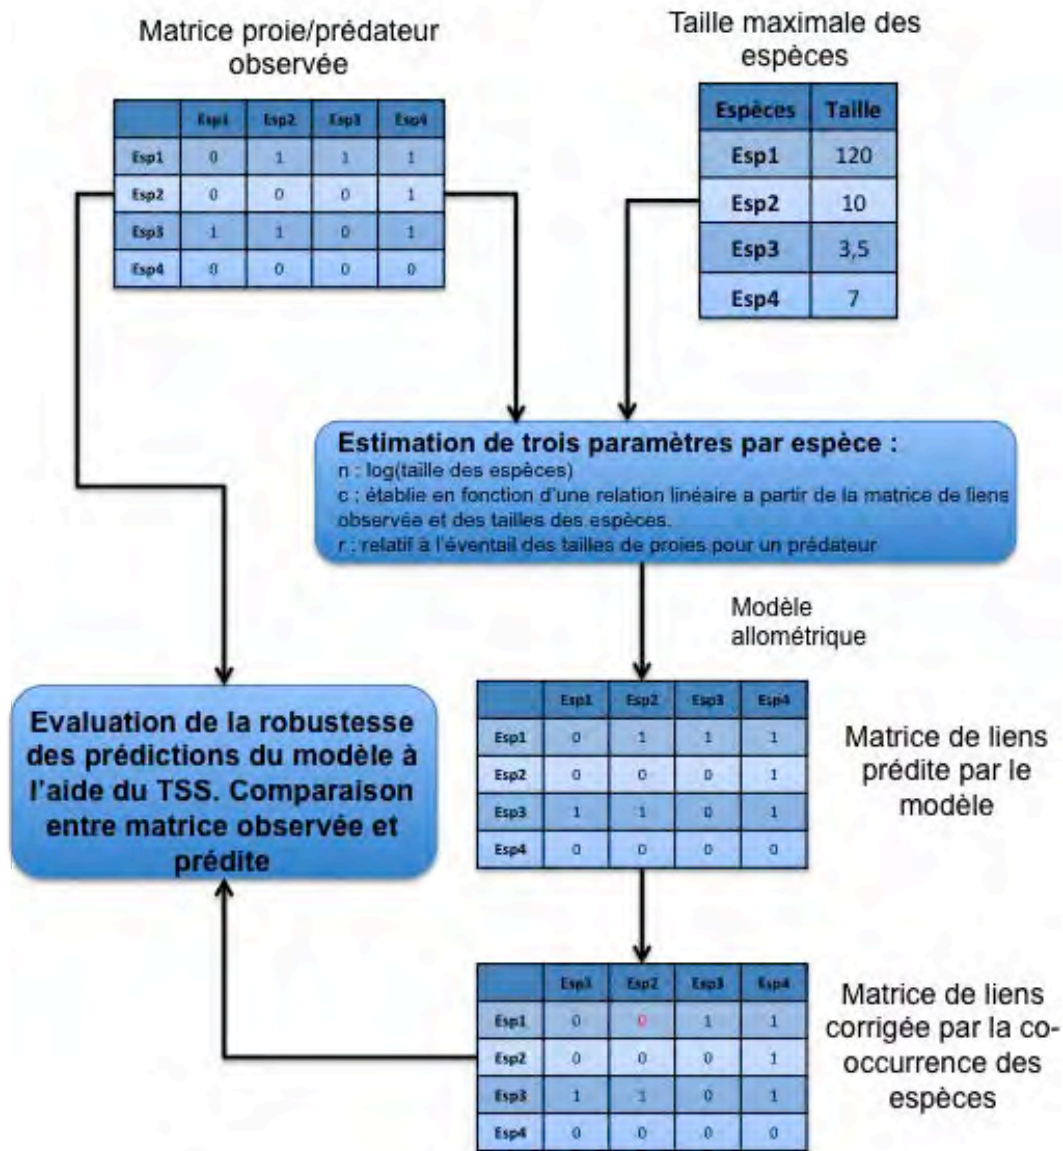 Matrice proie/prédateur
observée
Esp1 Esp2 Esp3 Esp4
Esp1 0 1 1 1
Esp2 0 0 0 1
Esp3 1 1 0 1
Esp4 0 0 0 0
Taille maximale des
espèces
Espèces Taille
Esp1 120
Esp2 10
Esp3 3,5
Esp4 7
Estimation de trois paramètres par espèce :
n : log(taille des espèces)
c : établie en fonction d'une relation linéaire a partir de la matrice de liens
observée et des tailles des espèces.
r : relatif à l'éventail des tailles de proies pour un prédateur
Modèle
allométrique
Evaluation de la robustesse
des prédictions du modèle à
l'aide du TSS. Comparaison
entre matrice observée et
prédite
Esp1 Esp2 Esp3 Esp4
Esp1 0 1 1 1
Esp2 0 0 0 1
Esp3 1 1 0 1
Esp4 0 0 0 0
Matrice de liens
prédite par le
modèle
Esp2 Esp3 Esp4
Esp1 0 0 1 1
Esp2 0 0 0 1
Esp3 1 1 0 1
Esp4 0 0 0 0
Matrice de liens
corrigée par la co-
occurrence des
espèces